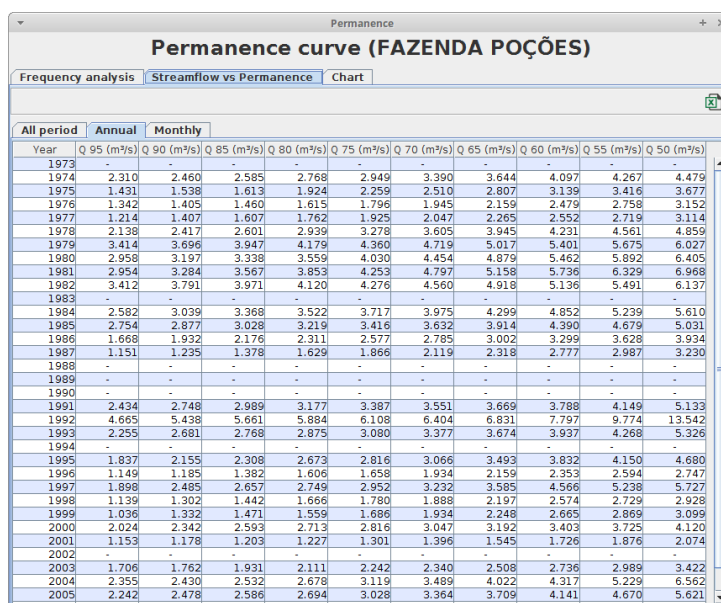 Permanence
Permanence curve (FAZENDA POÇÕES)
Frequency analysis Streamflow vs Permanence Chart
All period Annual Monthly
Year Q 95 (m³/s) Q 90 (m³/s) Q 85 (m³/s) Q 80 (m³/s) Q 75 (m³/s) Q 70 (m³/s) Q 65 (m³/s) Q 60 (m³/s) Q 55 (m³/s) Q 50 (m³/s)
1973 - - - - - - - - - -
1974 2.310 2.460 2.585 2.768 2.949 3.390 3.644 4.097 4.267 4.479
1975 1.431 1.538 1.613 1.924 2.259 2.510 2.807 3.139 3.416 3.677
1976 1.342 1.405 1.460 1.615 1.796 1.945 2.159 2.479 2.758 3.152
1977 1.214 1.407 1.607 1.762 1.925 2.047 2.265 2.552 2.719 3.114
1978 2.138 2.417 2.601 2.939 3.278 3.605 3.945 4.231 4.561 4.859
1979 3.414 3.696 3.947 4.179 4.360 4.719 5.017 5.401 5.675 6.027
1980 2.958 3.197 3.338 3.559 4.030 4.454 4.879 5.462 5.892 6.405
1981 2.954 3.284 3.567 3.853 4.253 4.797 5.158 5.736 6.329 6.968
1982 3.412 3.791 3.971 4.120 4.276 4.560 4.918 5.136 5.491 6.137
1983 - - - - - - - - - -
1984 2.582 3.039 3.368 3.522 3.717 3.975 4.299 4.852 5.239 5.610
1985 2.754 2.877 3.028 3.219 3.416 3.632 3.914 4.390 4.679 5.031
1986 1.668 1.932 2.176 2.311 2.577 2.785 3.002 3.299 3.628 3.934
1987 1.151 1.235 1.378 1.629 1.866 2.119 2.318 2.777 2.987 3.230
1988 - - - - - - - - - -
1989 - - - - - - - - - -
1990 - - - - - - - - - -
1991 2.434 2.748 2.989 3.177 3.387 3.551 3.669 3.788 4.149 5.133
1992 4.665 5.438 5.661 5.884 6.108 6.404 6.831 7.797 9.774 13.542
1993 2.255 2.681 2.768 2.875 3.080 3.377 3.674 3.937 4.268 5.326
1994 - - - - - - - - - -
1995 1.837 2.155 2.308 2.673 2.816 3.066 3.493 3.832 4.150 4.680
1996 1.149 1.185 1.382 1.606 1.658 1.934 2.159 2.353 2.594 2.747
1997 1.898 2.485 2.657 2.749 2.952 3.232 3.585 4.566 5.238 5.727
1998 1.139 1.302 1.442 1.666 1.780 1.888 2.197 2.574 2.729 2.928
1999 1.036 1.332 1.471 1.559 1.686 1.934 2.248 2.665 2.869 3.099
2000 2.024 2.342 2.593 2.713 2.816 3.047 3.192 3.403 3.725 4.120
2001 1.153 1.178 1.203 1.227 1.301 1.396 1.545 1.726 1.876 2.074
2002 - - - - - - - - - -
2003 1.706 1.762 1.931 2.111 2.242 2.340 2.508 2.736 2.989 3.422
2004 2.355 2.430 2.532 2.678 3.119 3.489 4.022 4.317 5.229 6.562
2005 2.242 2.478 2.586 2.694 3.028 3.364 3.709 4.141 4.670 5.621